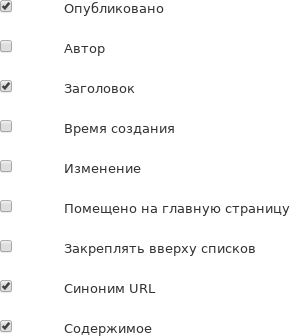 Опубликовано
Автор
Заголовок
Время создания
Изменение
Помещено на главную страницу
Закреплять вверху списков
Синоним URL
Содержимое